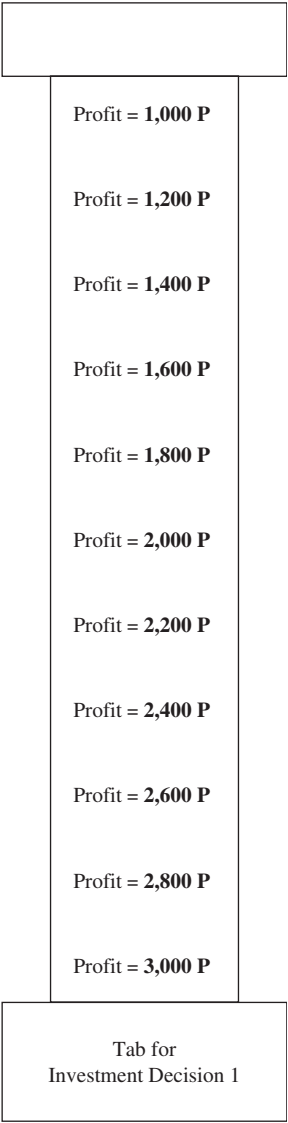 Profit = 1,000 P
Profit = 1,200 P
Profit = 1,400 P
Profit = 1,600 P
Profit = 1,800 P
Profit = 2,000 P
Profit = 2,200 P
Profit = 2,400 P
Profit = 2,600 P
Profit = 2,800 P
Profit = 3,000 P
Tab for
Investment Decision 1